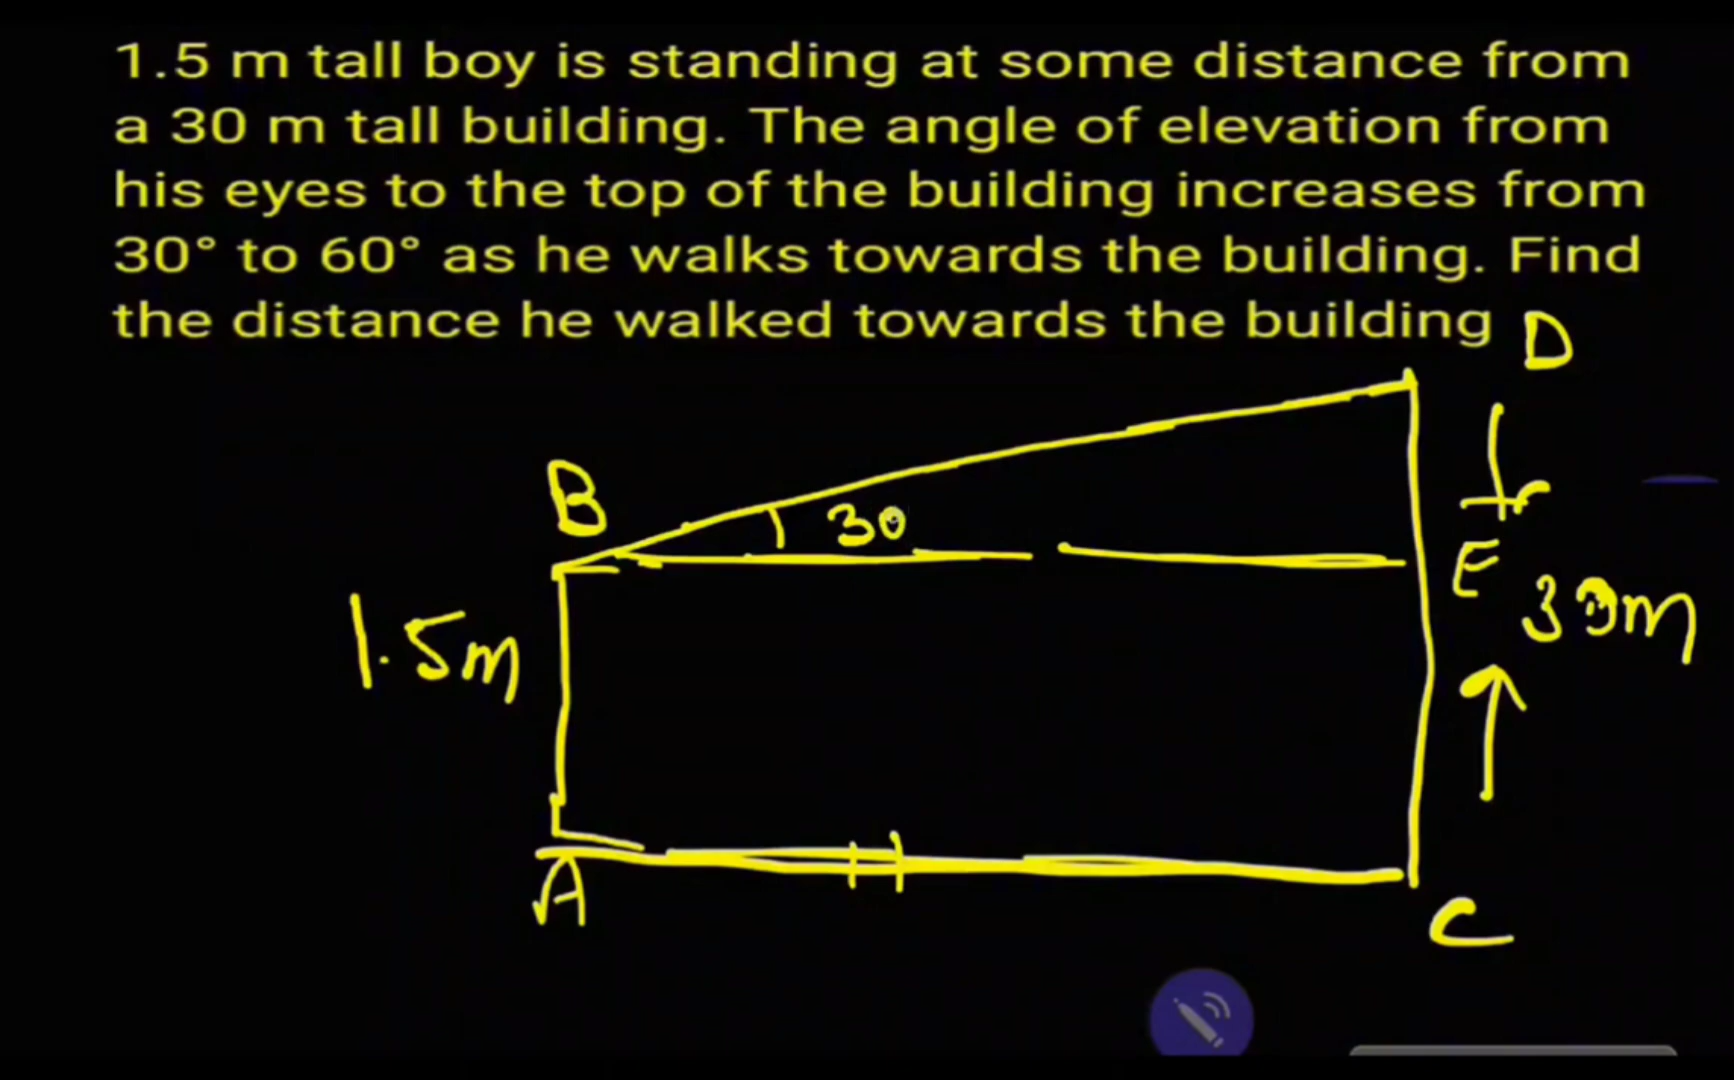 1.5 m tall boy is standing at some distance from
a 30 m tall building. The angle of elevation from
his eyes to the top of the building increases from
30° to 60° as he walks towards the building. Find
the distance he walked towards the building
D
B
30
E
1.5m
A
C